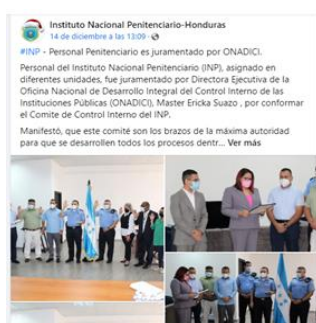 Instituto Nacional Penitenciario-Honduras
14 de diciembre a las 13:09 ·
#INP - Personal Penitenciario es juramentado por ONADICI.
Personal del Instituto Nacional Penitenciario (INP), asignado en
diferentes unidades, fue juramentado por Directora Ejecutiva de la
Oficina Nacional de Desarrollo Integral del Control Interno de las
Instituciones Públicas (ONADICI), Master Ericka Suazo , por conformar
el Comite de Control Interno del INP.
Manifestó, que este comité son los brazos de la máxima autoridad
para que se desarrollen todos los procesos dentr... Ver más